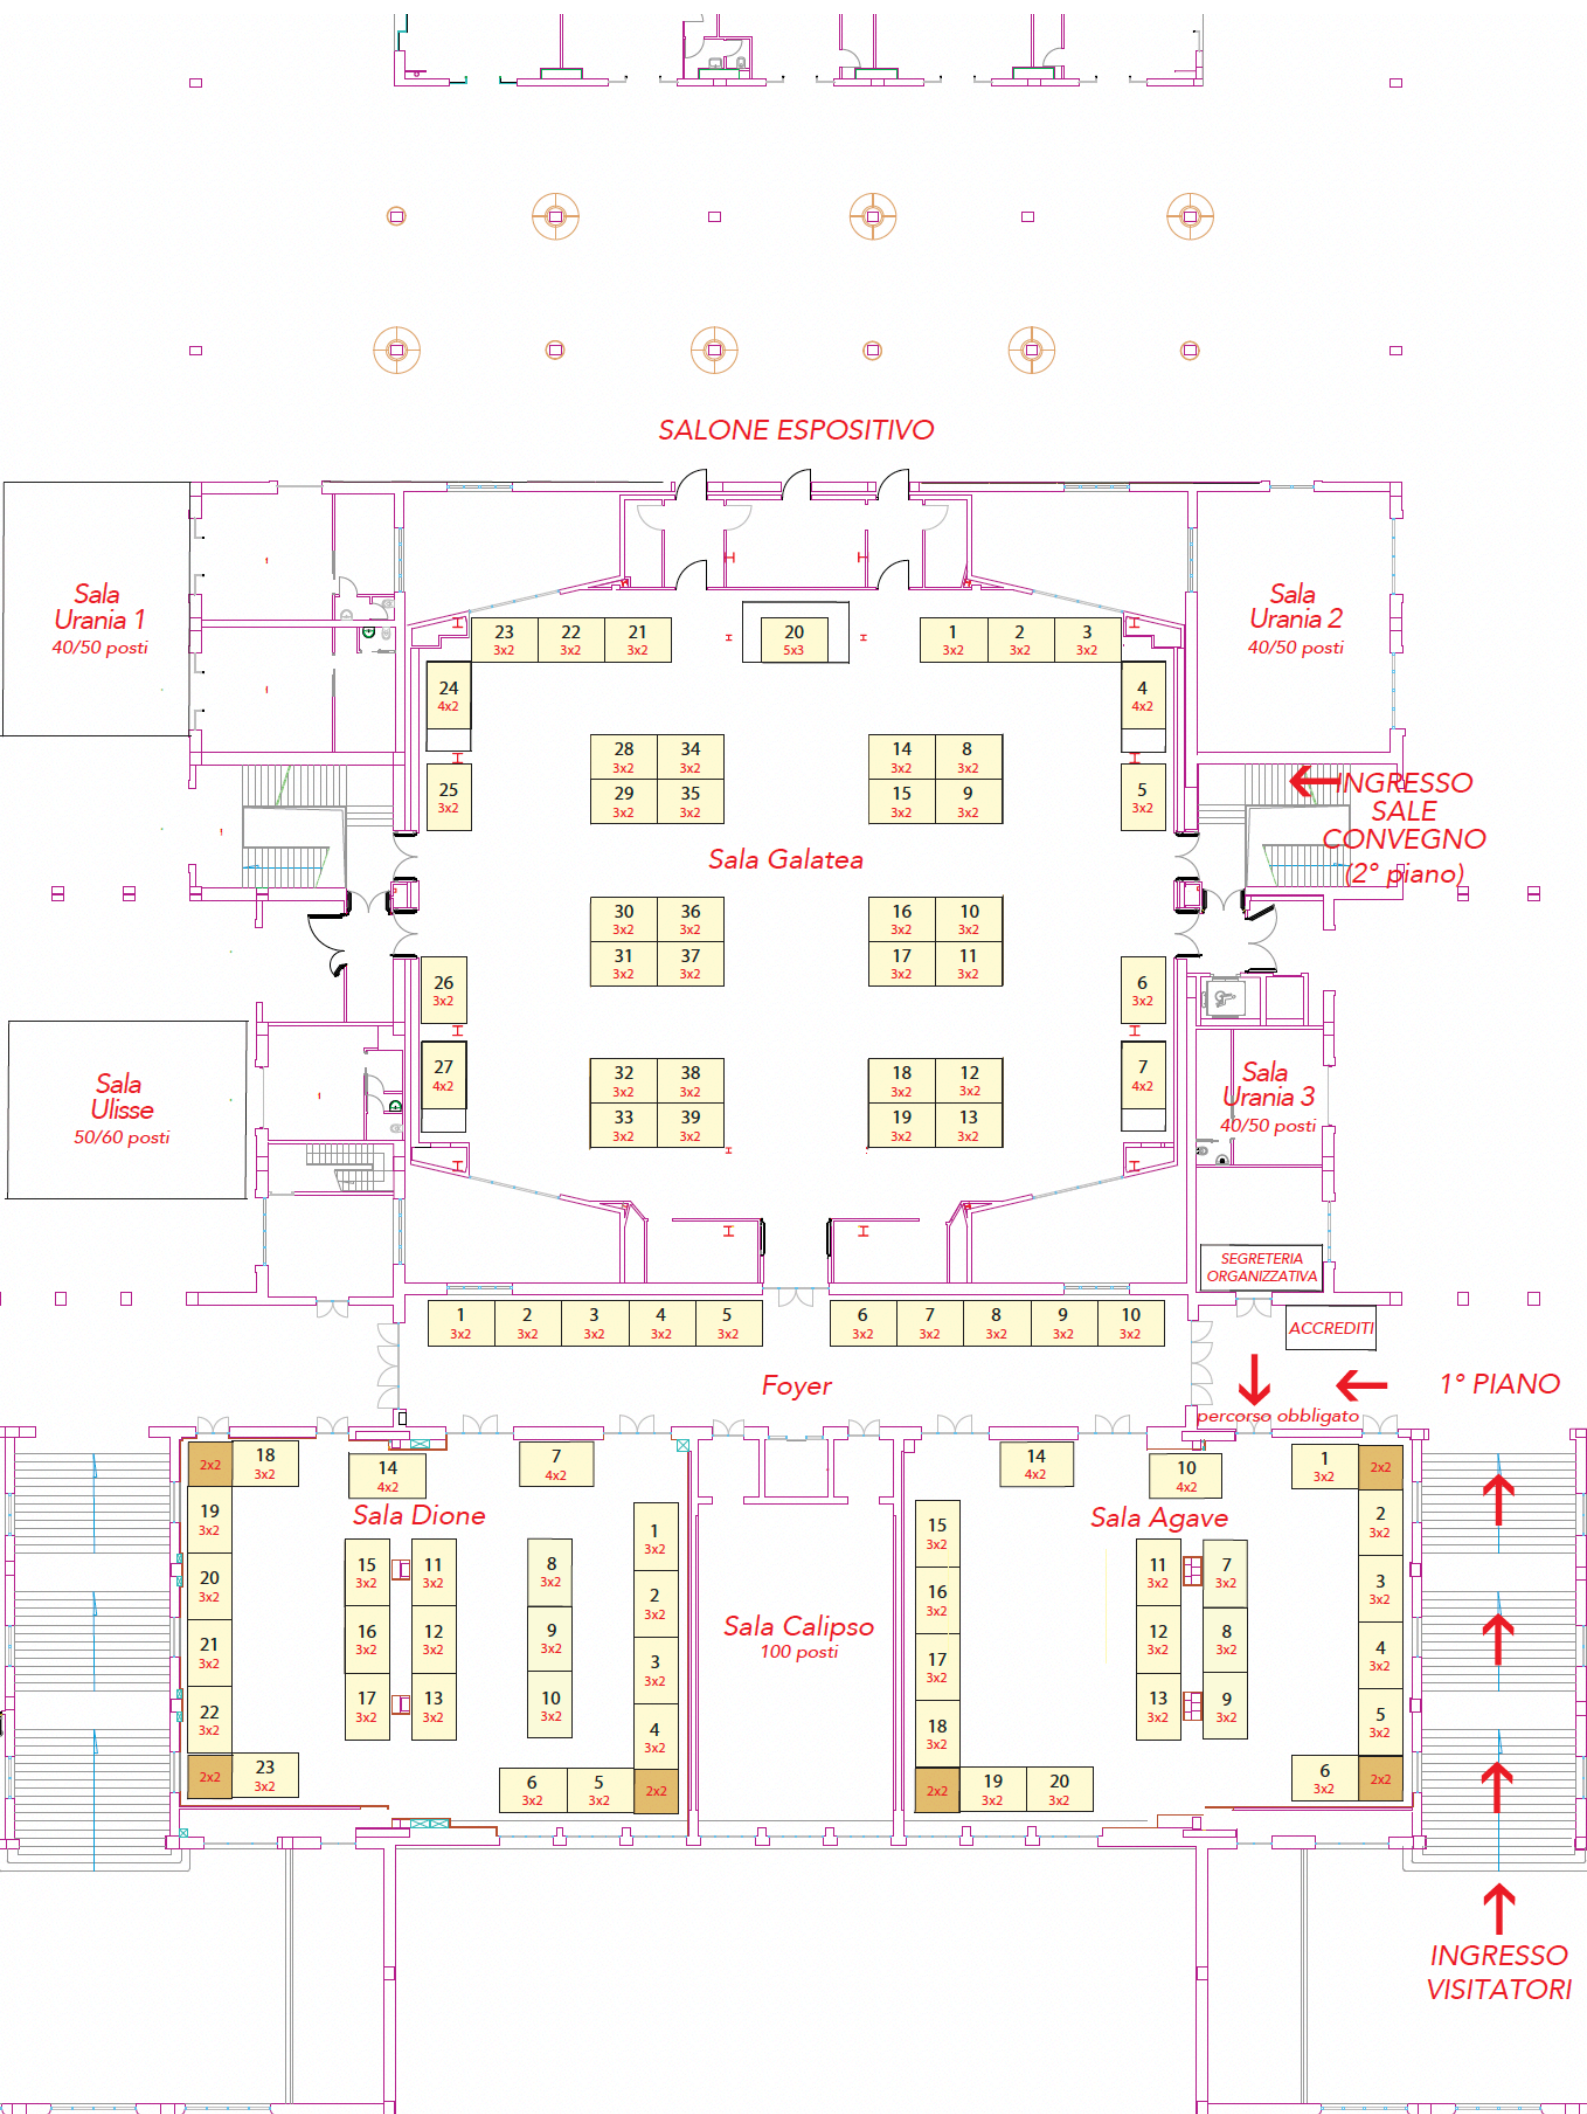 SALONE ESPOSITIVO
Sala
Urania 1
40/50 posti
Sala
Urania 2
40/50 posti
23
3x2
22
3x2
21
3x2
20
5x3
1
3x2
2
3x2
3
3x2
24
4x2
4
4x2
28
3x2
34
3x2
14
3x2
8
3x2
25
3x2
29
3x2
35
3x2
15
3x2
9
3x2
5
3x2
INGRESSO
SALE
CONVEGNO
(2° piano)
Sala Galatea
30
3x2
36
3x2
16
3x2
10
3x2
31
3x2
37
3x2
17
3x2
11
3x2
26
3x2
6
3x2
Sala
Ulisse
50/60 posti
27
4x2
32
3x2
38
3x2
18
3x2
12
3x2
7
4x2
33
3x2
39
3x2
19
3x2
13
3x2
Sala
Urania 3
40/50 posti
SEGRETERIA
ORGANIZZATIVA
ACCREDITI
1
3x2
2
3x2
3
3x2
4
3x2
5
3x2
6
3x2
7
3x2
8
3x2
9
3x2
10
3x2
Foyer
1° PIANO
percorso obbligato
2x2
18
3x2
14
4x2
7
4x2
Sala Dione
19
3x2
20
3x2
21
3x2
22
3x2
2x2
23
3x2
15
3x2
11
3x2
16
3x2
12
3x2
17
3x2
13
3x2
8
3x2
9
3x2
10
3x2
1
3x2
2
3x2
3
3x2
4
3x2
6
3x2
5
3x2
2x2
Sala Calipso
100 posti
14
4x2
10
4x2
1
3x2
2x2
Sala Agave
15
3x2
16
3x2
17
3x2
18
3x2
2x2
19
3x2
20
3x2
11
3x2
7
3x2
12
3x2
8
3x2
13
3x2
9
3x2
2
3x2
3
3x2
4
3x2
5
3x2
6
3x2
2x2
INGRESSO
VISITATORI